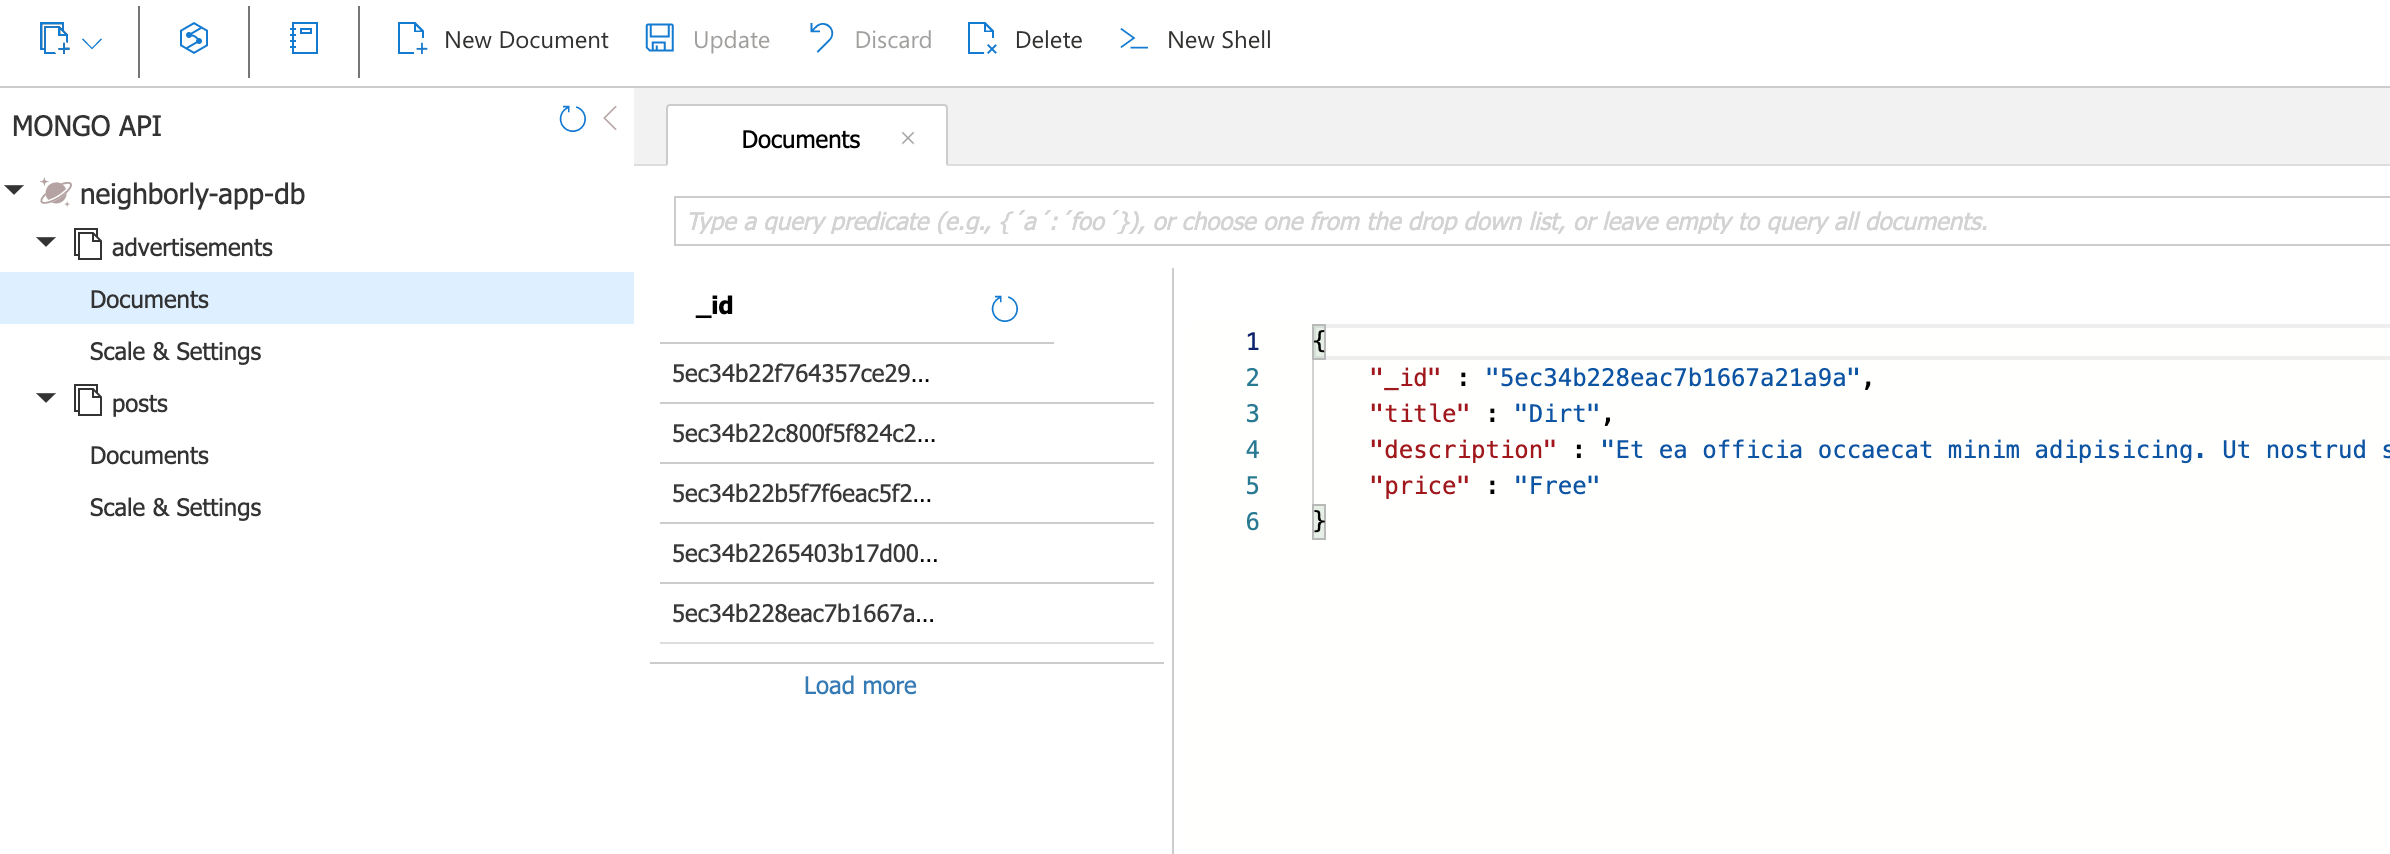 New Document Update Discard Delete New Shell
MONGO API
neighborly-app-db
advertisements
Documents
Scale & Settings
posts
Documents
Scale & Settings
Documents
Type a query predicate (e.g., {´a´:´foo´}), or choose one from the drop down list, or leave empty to query all documents.
_id
5ec34b22f764357ce29...
5ec34b22c800f5f824c2...
5ec34b22b5f7f6eac5f2...
5ec34b2265403b17d00...
5ec34b228eac7b1667a...
Load more
1 {
2 "_id" : "5ec34b228eac7b1667a21a9a",
3 "title" : "Dirt",
4 "description" : "Et ea officia occaecat minim adipisicing. Ut nostrud
5 "price" : "Free"
6 }